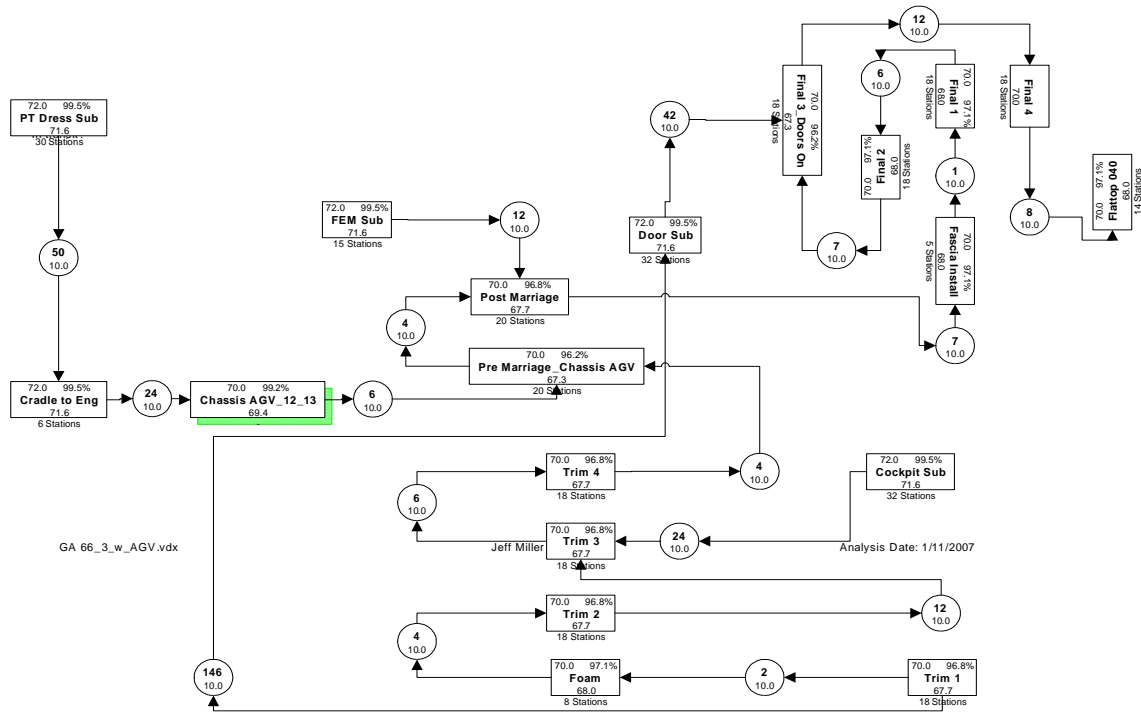 12
10.0
72.0 99.5%
PT Dress Sub
71.6
30 Stations
42
10.0
70.0 96.2%
Final 3_Doors On
67.3
18 Stations
6
10.0
70.0 97.1%
Final 1
68.0
18 Stations
Final 4
70.0
18 Stations
70.0 97.1%
Final 2
68.0
18 Stations
1
10.0
70.0 97.1%
Flattop 040
68.0
14 Stations
72.0 99.5%
FEM Sub
71.6
15 Stations
12
10.0
72.0 99.5%
Door Sub
71.6
32 Stations
7
10.0
70.0 97.1%
Fascia Install
68.0
5 Stations
8
10.0
50
10.0
70.0 96.8%
Post Marriage
67.7
20 Stations
4
10.0
7
10.0
70.0 96.2%
Pre Marriage_Chassis AGV
67.3
20 Stations
72.0 99.5%
Cradle to Eng
71.6
6 Stations
24
10.0
70.0 99.2%
Chassis AGV_12_13
69.4
6
10.0
70.0 96.8%
Trim 4
67.7
18 Stations
4
10.0
72.0 99.5%
Cockpit Sub
71.6
32 Stations
6
10.0
GA 66_3_w_AGV.vdx
Jeff Miller
70.0 96.8%
Trim 3
67.7
18 Stations
24
10.0
Analysis Date: 1/11/2007
70.0 96.8%
Trim 2
67.7
18 Stations
12
10.0
4
10.0
146
10.0
70.0 97.1%
Foam
68.0
8 Stations
2
10.0
70.0 96.8%
Trim 1
67.7
18 Stations